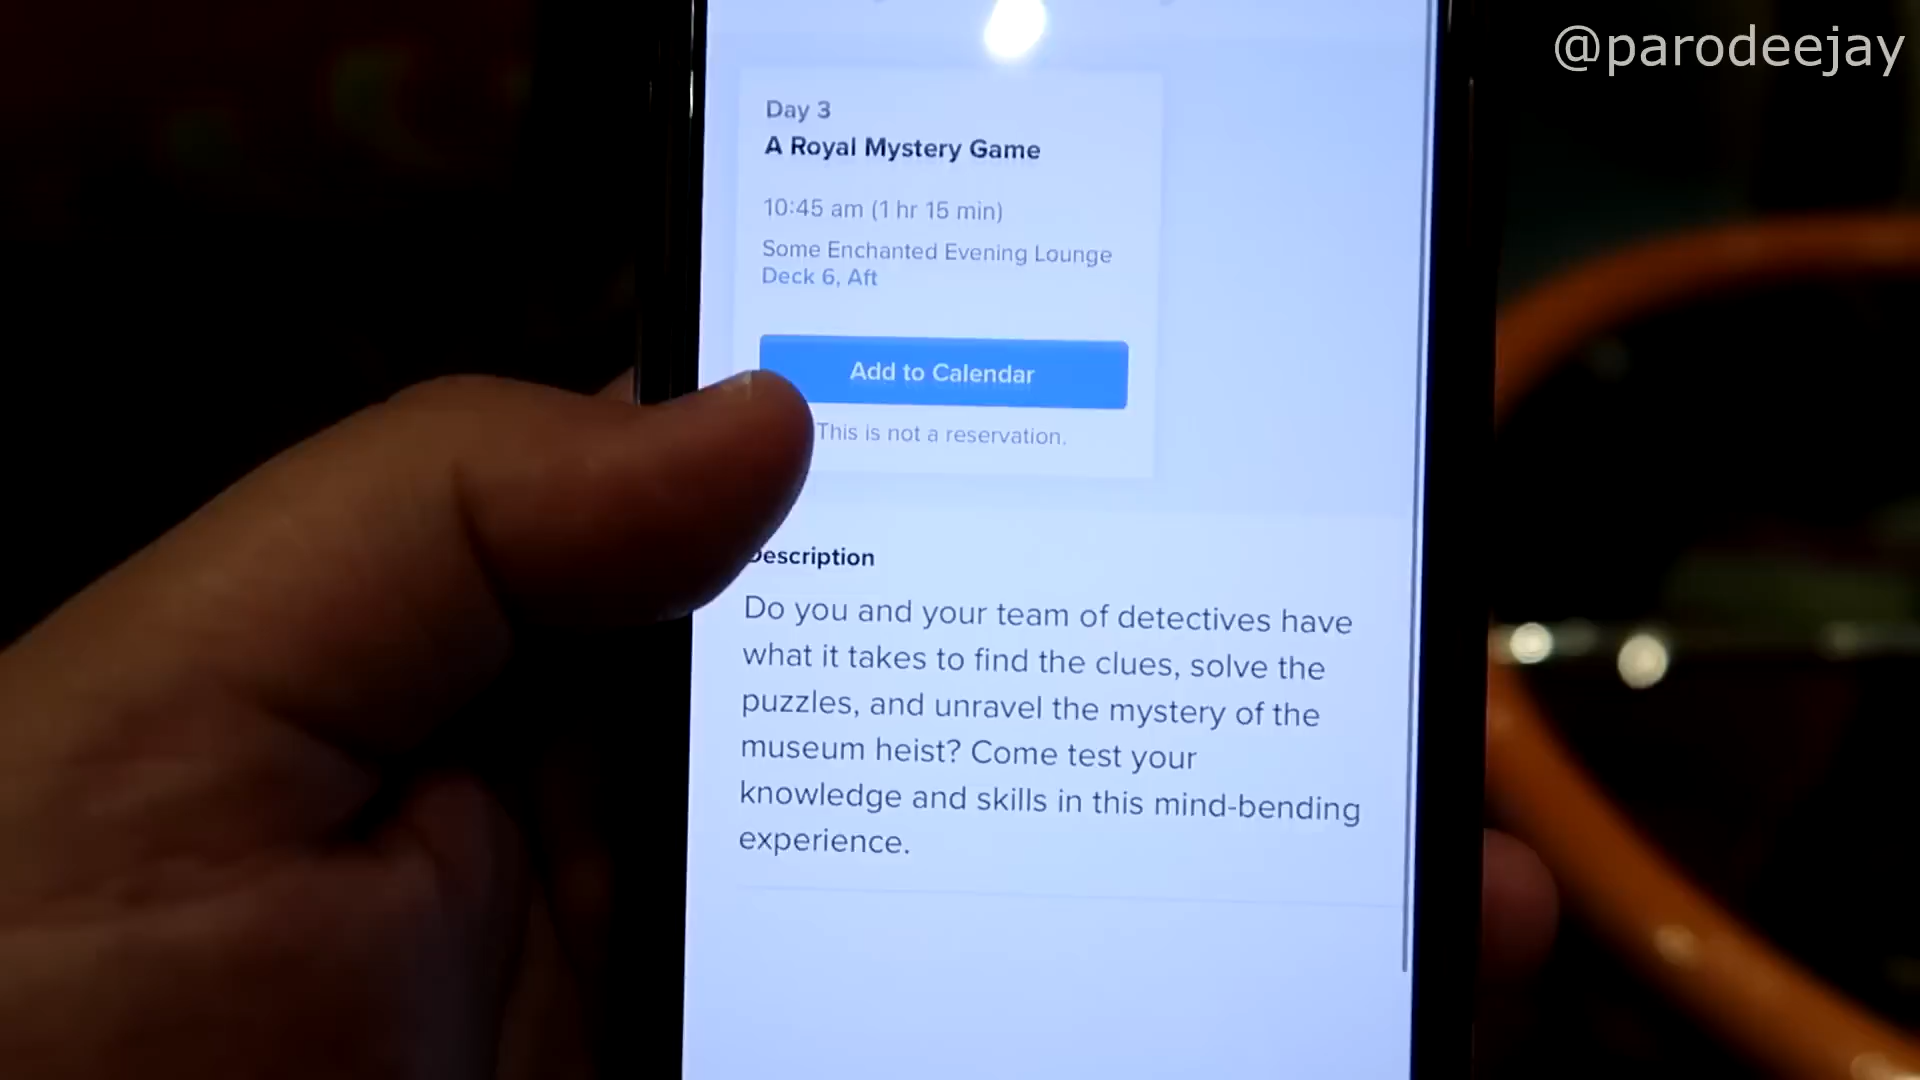 @parodeejay
Day 3
A Royal Mystery Game
10:45 am (1 hr 15 min)
Some Enchanted Evening Lounge
Deck 6, Aft
Add to Calendar
This is not a reservation.
Description
Do you and your team of detectives have
what it takes to find the clues, solve the
puzzles, and unravel the mystery of the
museum heist? Come test your
knowledge and skills in this mind-bending
experience.